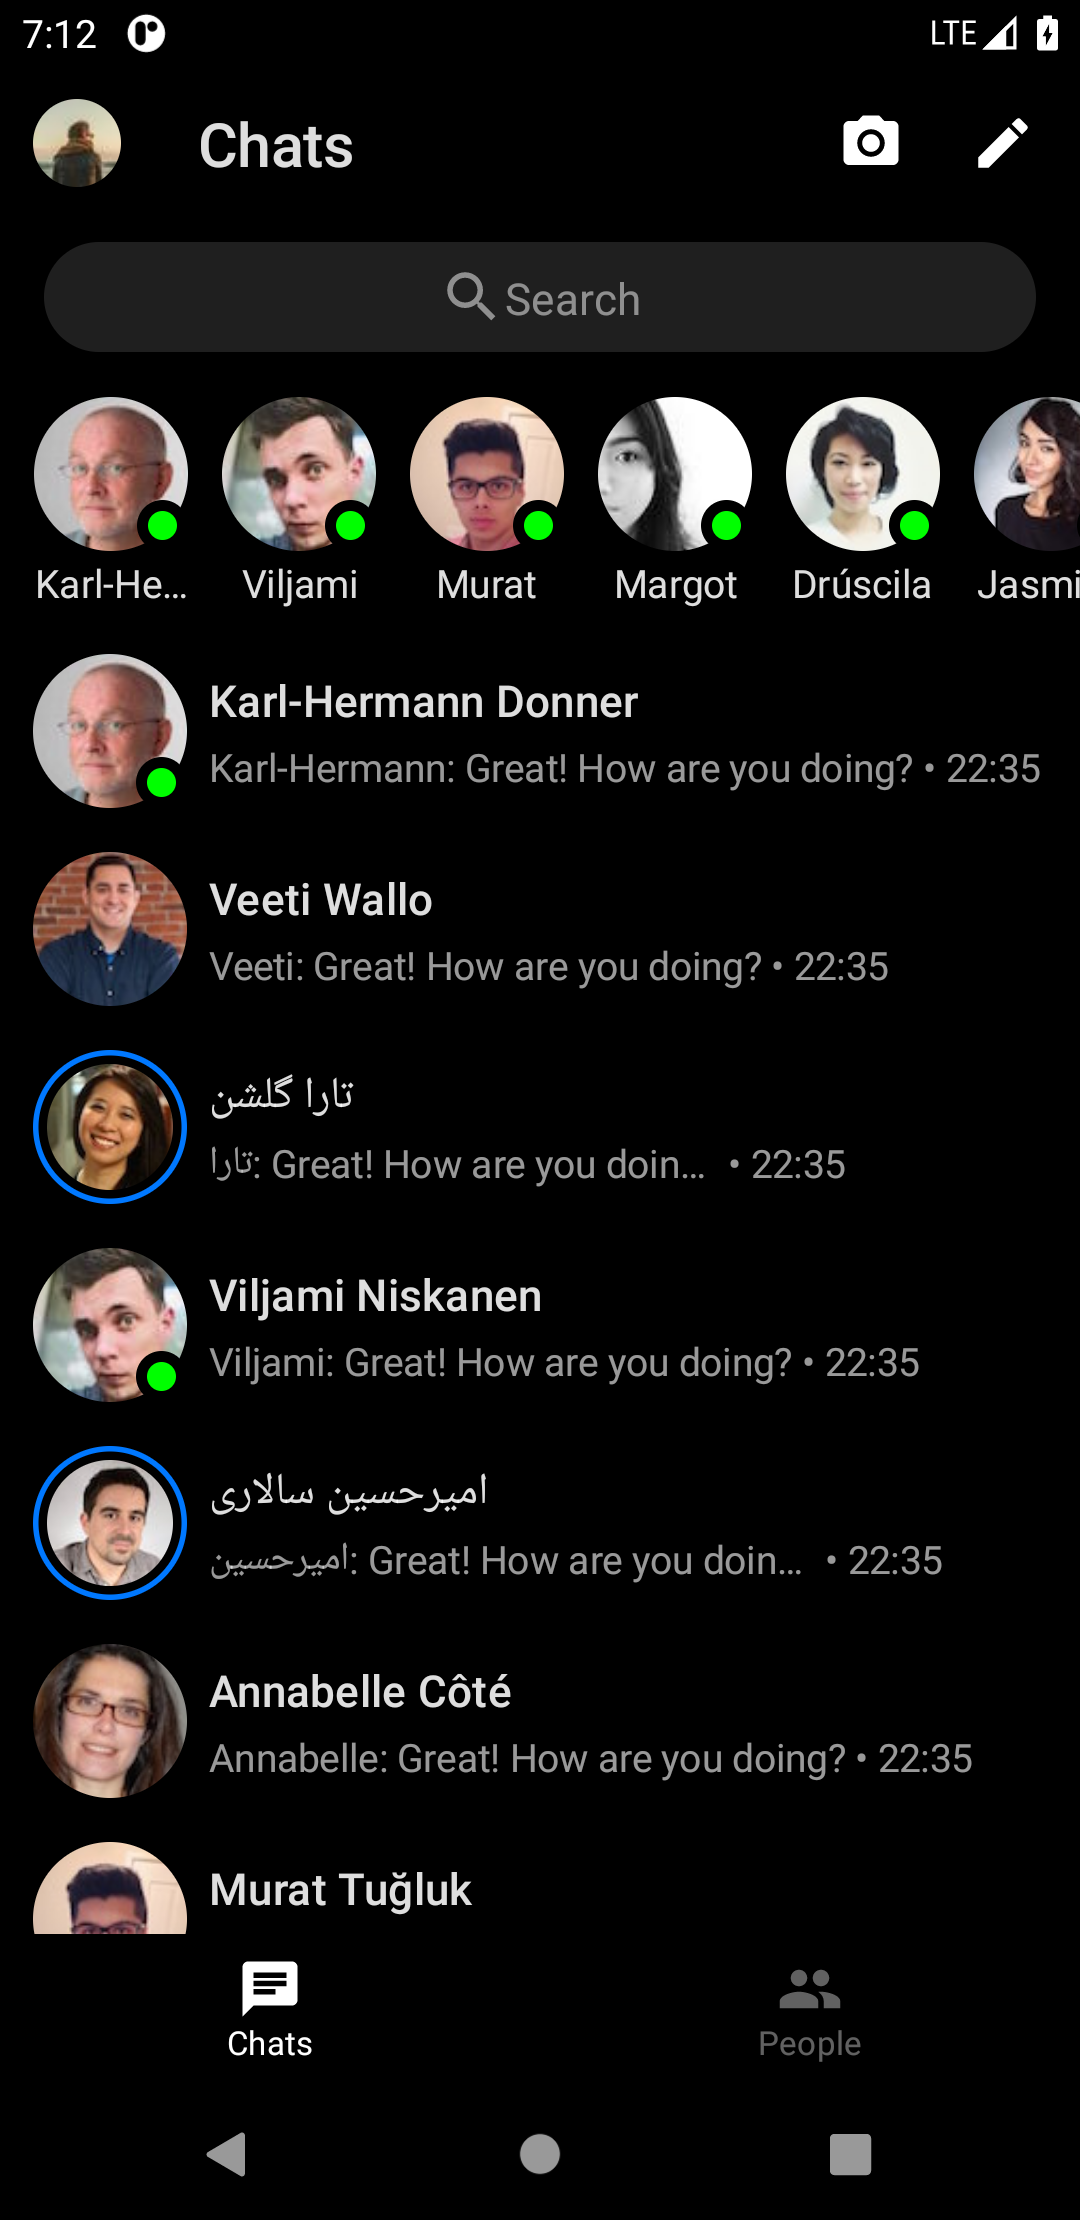 7:12
LTE
Chats
Search
Karl-He...
Viljami
Murat
Margot
Drúscila
Jasmi
Karl-Hermann Donner
Karl-Hermann: Great! How are you doing? • 22:35
Veeti Wallo
Veeti: Great! How are you doing? • 22:35
تارا گلشن
تارا: Great! How are you doin... • 22:35
Viljami Niskanen
Viljami: Great! How are you doing? • 22:35
امیرحسین سالاری
امیرحسین: Great! How are you doin... • 22:35
Annabelle Côté
Annabelle: Great! How are you doing? • 22:35
Murat Tuğluk
Chats
People